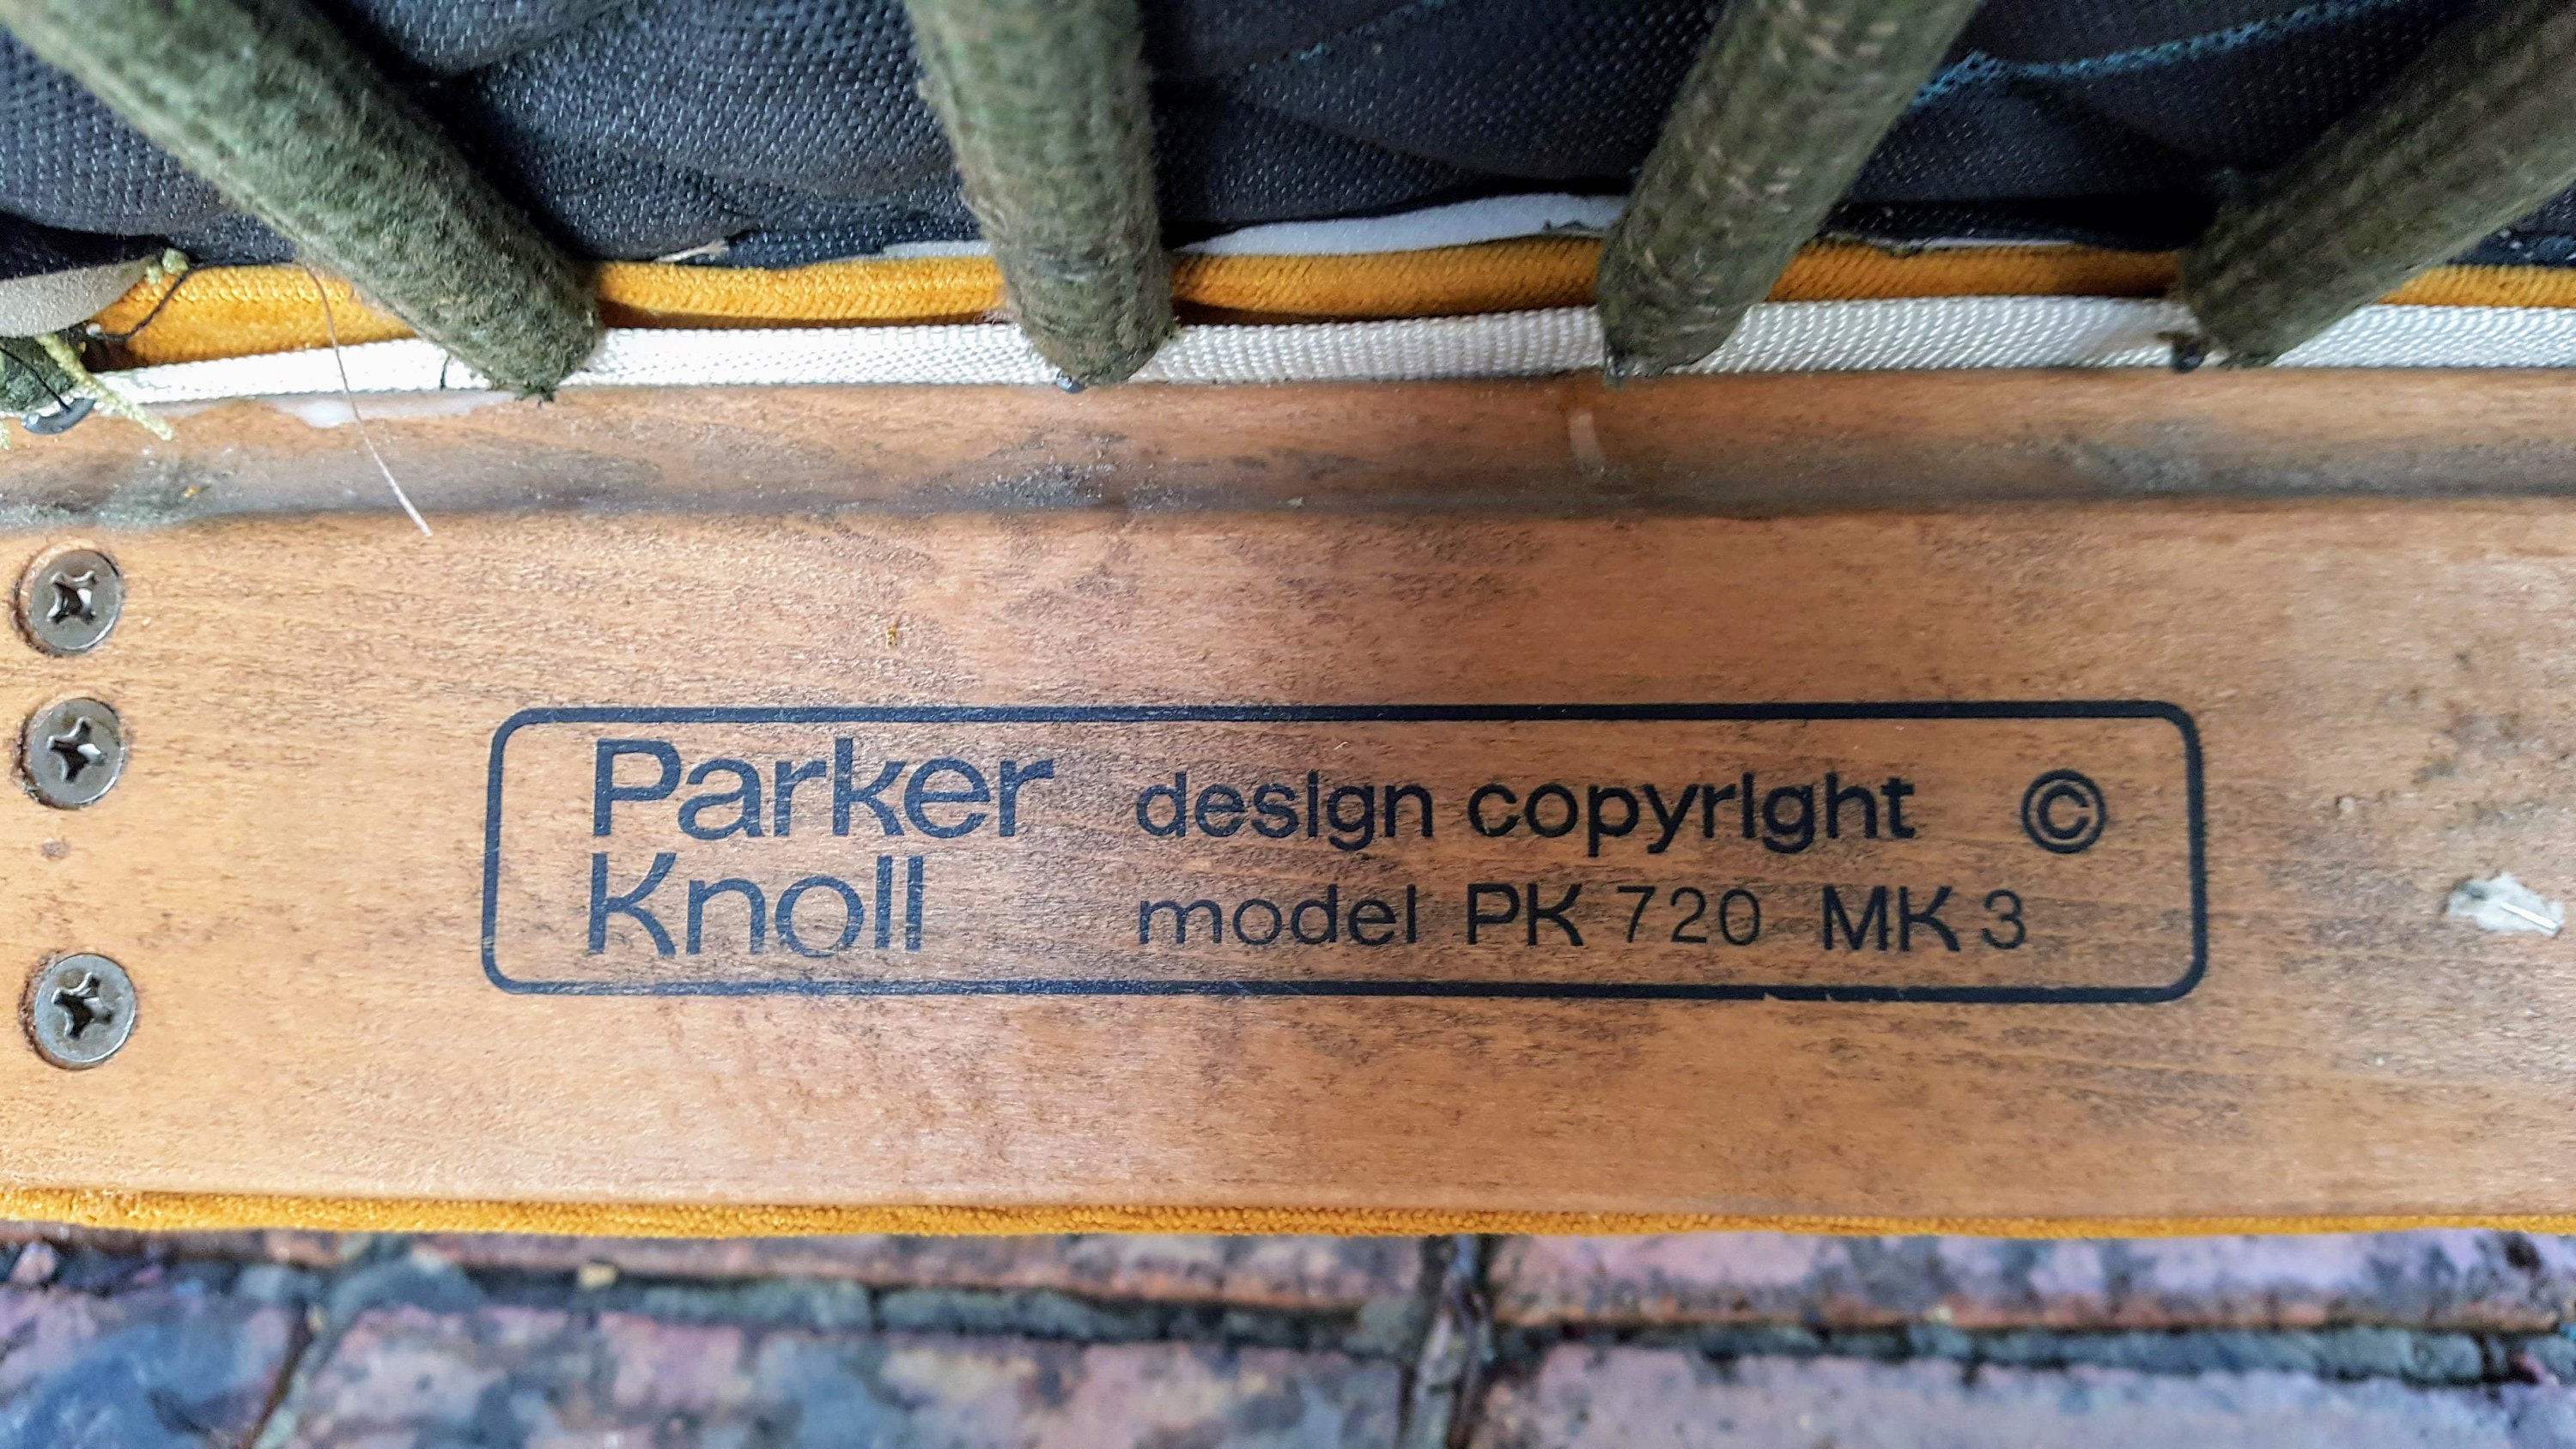 Parker
Knoll
design copyright ©
model PK 720 MK 3